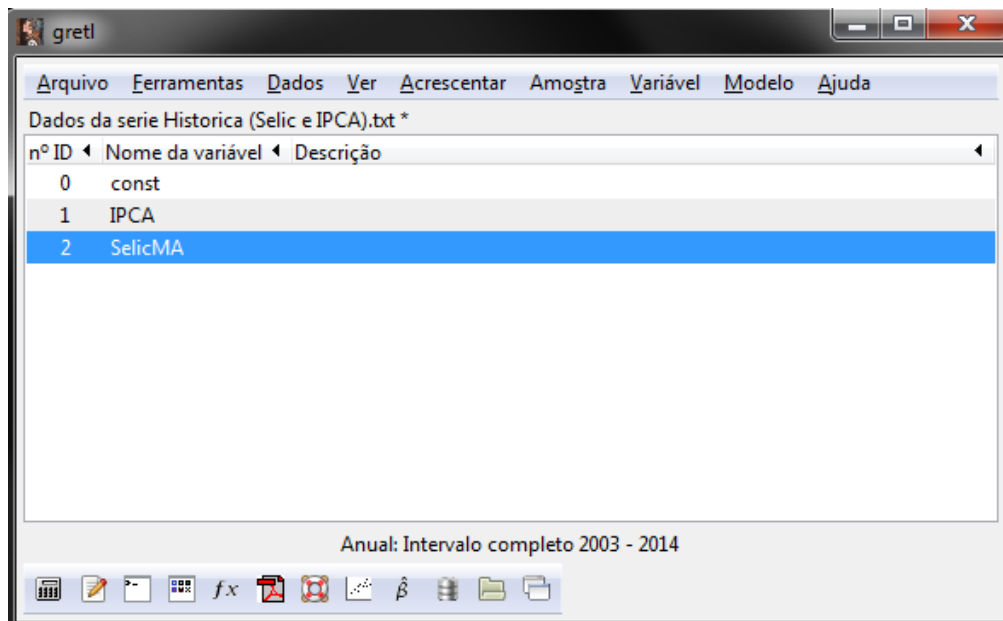 gretl
Arquivo Ferramentas Dados Ver Acrescentar Amostra Variável Modelo Ajuda
Dados da serie Historica (Selic e IPCA).txt *
nº ID Nome da variável Descrição
0 const
1 IPCA
2 SelicMA
Anual: Intervalo completo 2003 - 2014
fx β̂